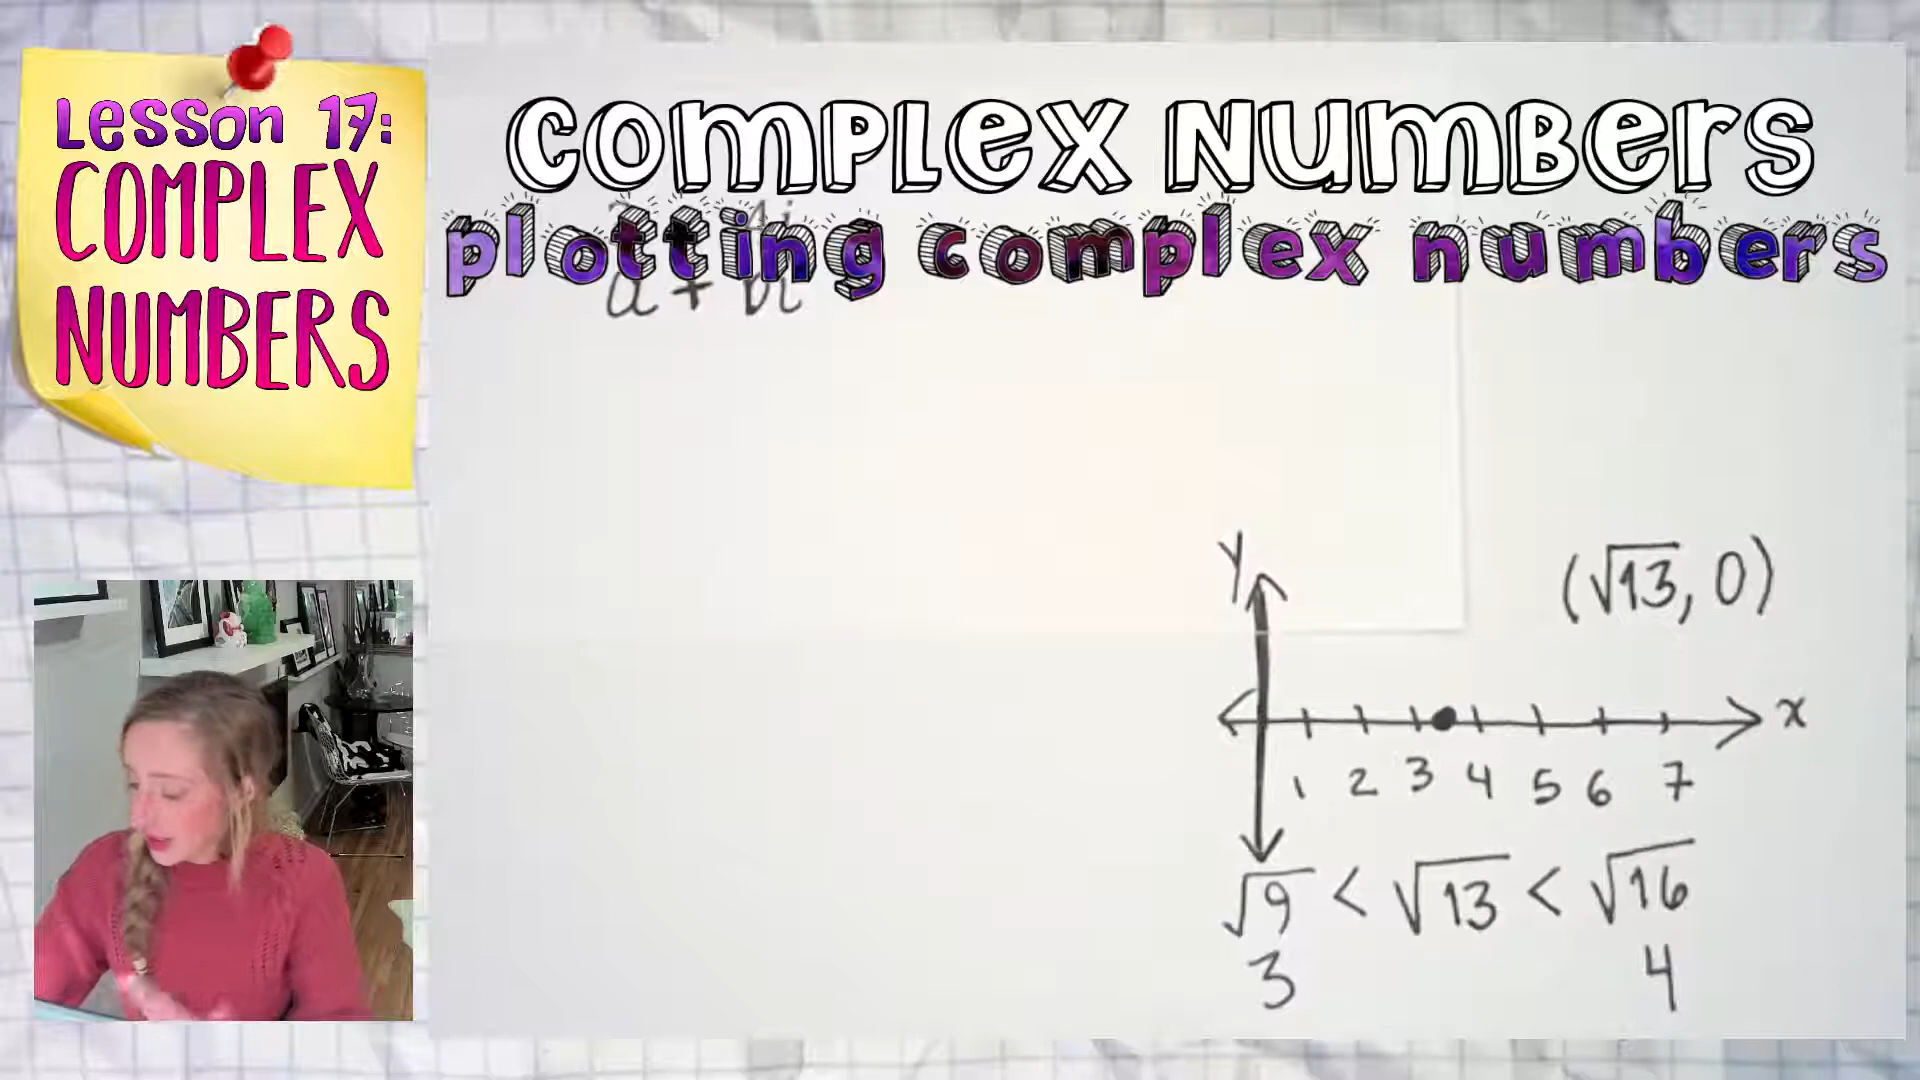 Lesson 17:
COMPLEX
NUMBERS
COMPLEX NUMBERS
plotting complex numbers
a + bi
y
(√13, 0)
x
1 2 3 4 5 6 7
√9 < √13 < √16
3 4